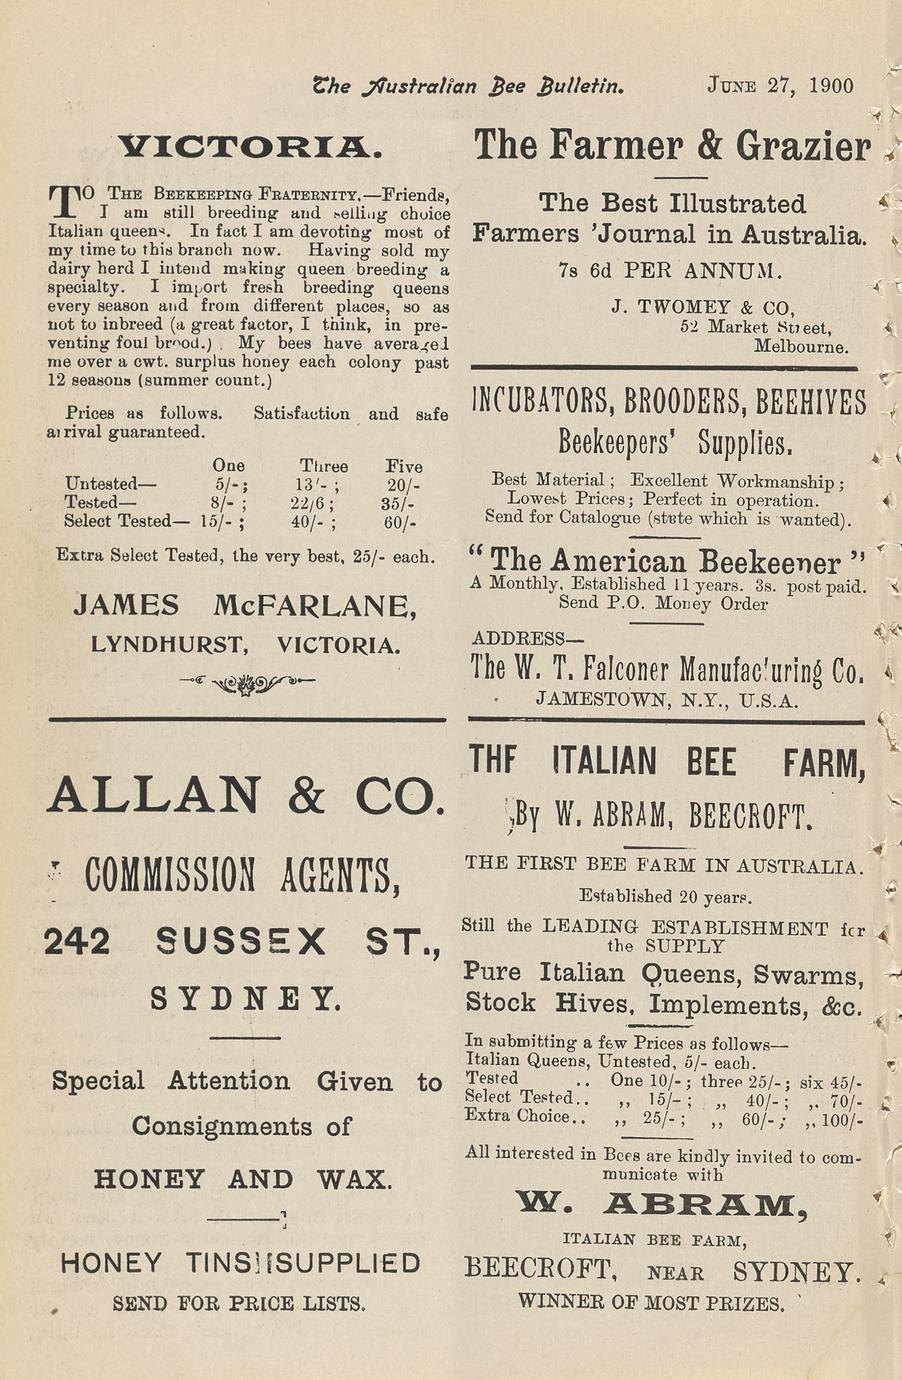 The Australian Bee Bulletin. JUNE 27, 1900
VICTORIA.
TO THE BEEKEEPING FRATERNITY.—Friends,
I am still breeding and selling choice
Italian queens. In fact I am devoting most of
my time to this branch now. Having sold my
dairy herd I intend making queen breeding a
specialty. I import fresh breeding queens
every season and from different places, so as
not to inbreed (a great factor, I think, in pre-
venting foul brood.) My bees have averaged
me over a cwt. surplus honey each colony past
12 seasons (summer count.)
Prices as follows. Satisfaction and safe
arrival guaranteed.
One Three Five
Untested— 5/-; 13/- ; 20/-
Tested— 8/- ; 22/6 ; 35/-
Select Tested— 15/- ; 40/- ; 60/-
Extra Select Tested, the very best, 25/- each.
JAMES McFARLANE,
LYNDHURST, VICTORIA.
ALLAN & CO.
COMMISSION AGENTS,
242 SUSSEX ST.,
SYDNEY.
Special Attention Given to
Consignments of
HONEY AND WAX.
HONEY TINS SUPPLIED
SEND FOR PRICE LISTS.
The Farmer & Grazier
The Best Illustrated
Farmers 'Journal in Australia.
7s 6d PER ANNUM.
J. TWOMEY & CO,
52 Market Street,
Melbourne.
INCUBATORS, BROODERS, BEEHIVES
Beekeepers' Supplies.
Best Material ; Excellent Workmanship ;
Lowest Prices ; Perfect in operation.
Send for Catalogue (state which is wanted).
"The American Beekeeper"
A Monthly, Established 11 years. 3s. post paid.
Send P.O. Money Order
ADDRESS—
The W. T. Falconer Manufacturing Co.
JAMESTOWN, N.Y., U.S.A.
THE ITALIAN BEE FARM,
By W. ABRAM, BEECROFT.
THE FIRST BEE FARM IN AUSTRALIA.
Established 20 years.
Still the LEADING ESTABLISHMENT for
the SUPPLY
Pure Italian Queens, Swarms,
Stock Hives, Implements, &c.
In submitting a few Prices as follows—
Italian Queens, Untested, 5/- each.
Tested .. One 10/-; three 25/-; six 45/-
Select Tested.. ,, 15/- ; ,, 40/- ; ,, 70/-
Extra Choice.. ,, 25/- ; ,, 60/- ; ,, 100/-
All interested in Bees are kindly invited to com-
municate with
W. ABRAM,
ITALIAN BEE FARM,
BEECROFT, NEAR SYDNEY.
WINNER OF MOST PRIZES.